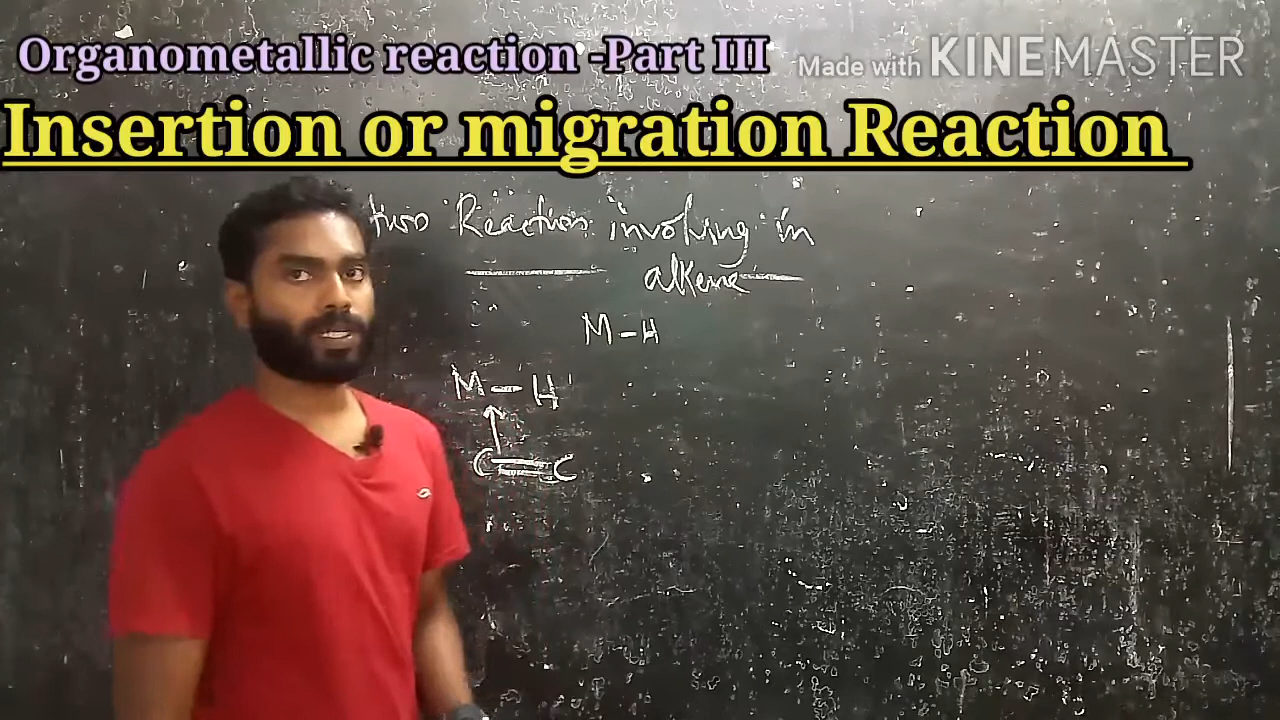 Organometallic reaction -Part III
Made with KINEMASTER
Insertion or migration Reaction
two Reaction involving in
alkene
M-H
M-H
C=C